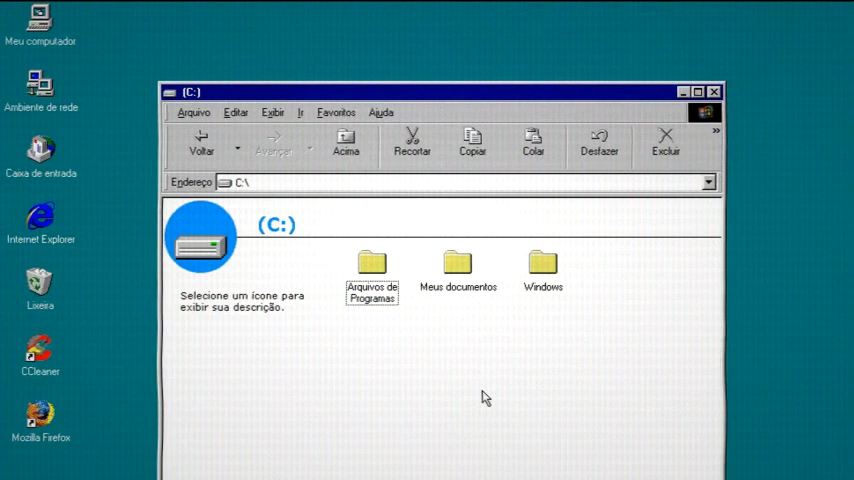 Meu computador
Ambiente de rede
Caixa de entrada
Internet Explorer
Lixeira
CCleaner
Mozilla Firefox
(C:)
Arquivo Editar Exibir Ir Favoritos Ajuda
Voltar Avançar Acima Recortar Copiar Colar Desfazer Excluir
Endereço C:\
(C:)
Selecione um ícone para
exibir sua descrição.
Arquivos de
Programas
Meus documentos
Windows